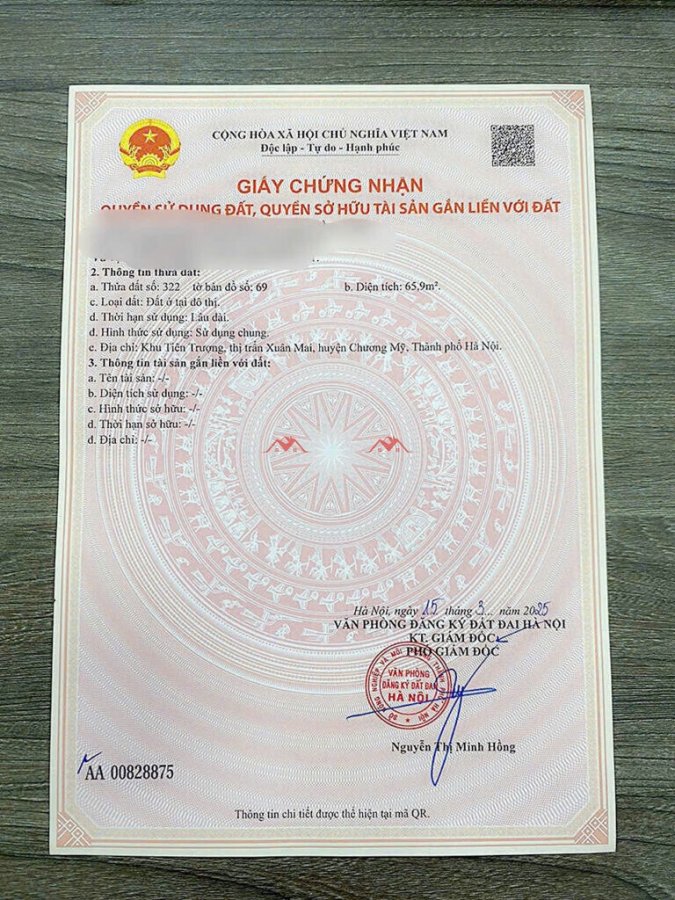 CỘNG HÒA XÃ HỘI CHỦ NGHĨA VIỆT NAM
Độc lập - Tự do - Hạnh phúc
GIẤY CHỨNG NHẬN
QUYỀN SỬ DỤNG ĐẤT, QUYỀN SỞ HỮU TÀI SẢN GẮN LIỀN VỚI ĐẤT
2. Thông tin thửa đất:
a. Thửa đất số: 322 tờ bản đồ số: 69 b. Diện tích: 65,9m².
c. Loại đất: Đất ở tại đô thị.
d. Thời hạn sử dụng: Lâu dài.
đ. Hình thức sử dụng: Sử dụng chung.
e. Địa chỉ: Khu Tiên Trượng, thị trấn Xuân Mai, huyện Chương Mỹ, Thành phố Hà Nội.
3. Thông tin tài sản gắn liền với đất:
a. Tên tài sản: -/-
b. Diện tích sử dụng: -/-
c. Hình thức sở hữu: -/-
d. Thời hạn sở hữu: -/-
đ. Địa chỉ: -/-
Hà Nội, ngày 15 tháng 3... năm 2025
VĂN PHÒNG ĐĂNG KÝ ĐẤT ĐAI HÀ NỘI
KT. GIÁM ĐỐC
PHÓ GIÁM ĐỐC
VĂN PHÒNG
ĐĂNG KÝ ĐẤT ĐAI
HÀ NỘI
Nguyễn Thị Minh Hồng
AA 00828875
Thông tin chi tiết được thể hiện tại mã QR.